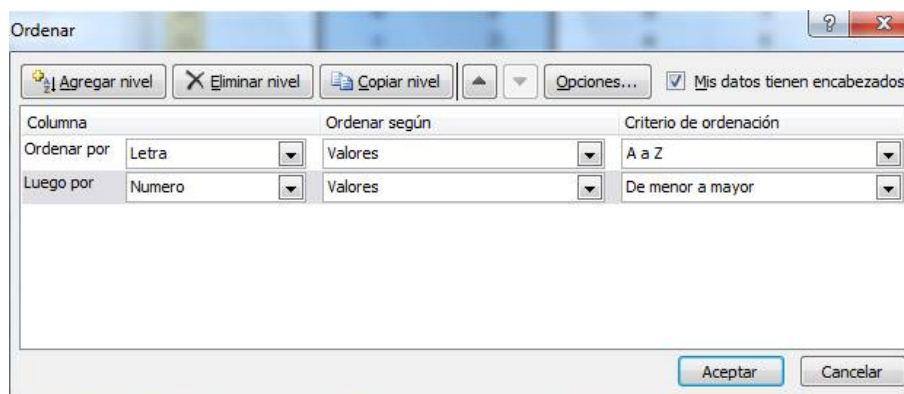 Ordenar
Agregar nivel Eliminar nivel Copiar nivel Opciones... Mis datos tienen encabezados
Columna Ordenar según Criterio de ordenación
Ordenar por Letra Valores A a Z
Luego por Numero Valores De menor a mayor
Aceptar Cancelar